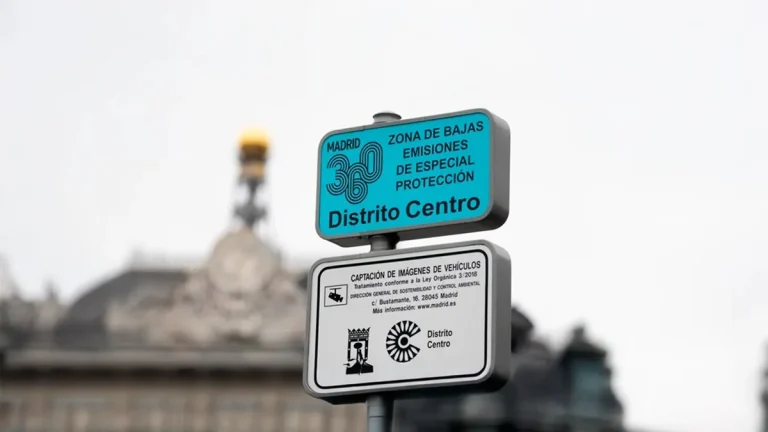 MADRID
360
ZONA DE BAJAS
EMISIONES
DE ESPECIAL
PROTECCIÓN
Distrito Centro
CAPTACIÓN DE IMÁGENES DE VEHÍCULOS
Tratamiento conforme a la Ley Orgánica 3/2018
DIRECCIÓN GENERAL DE SOSTENIBILIDAD Y CONTROL AMBIENTAL
c/ Bustamante, 16. 28045 Madrid
Más información: www.madrid.es
Distrito
Centro